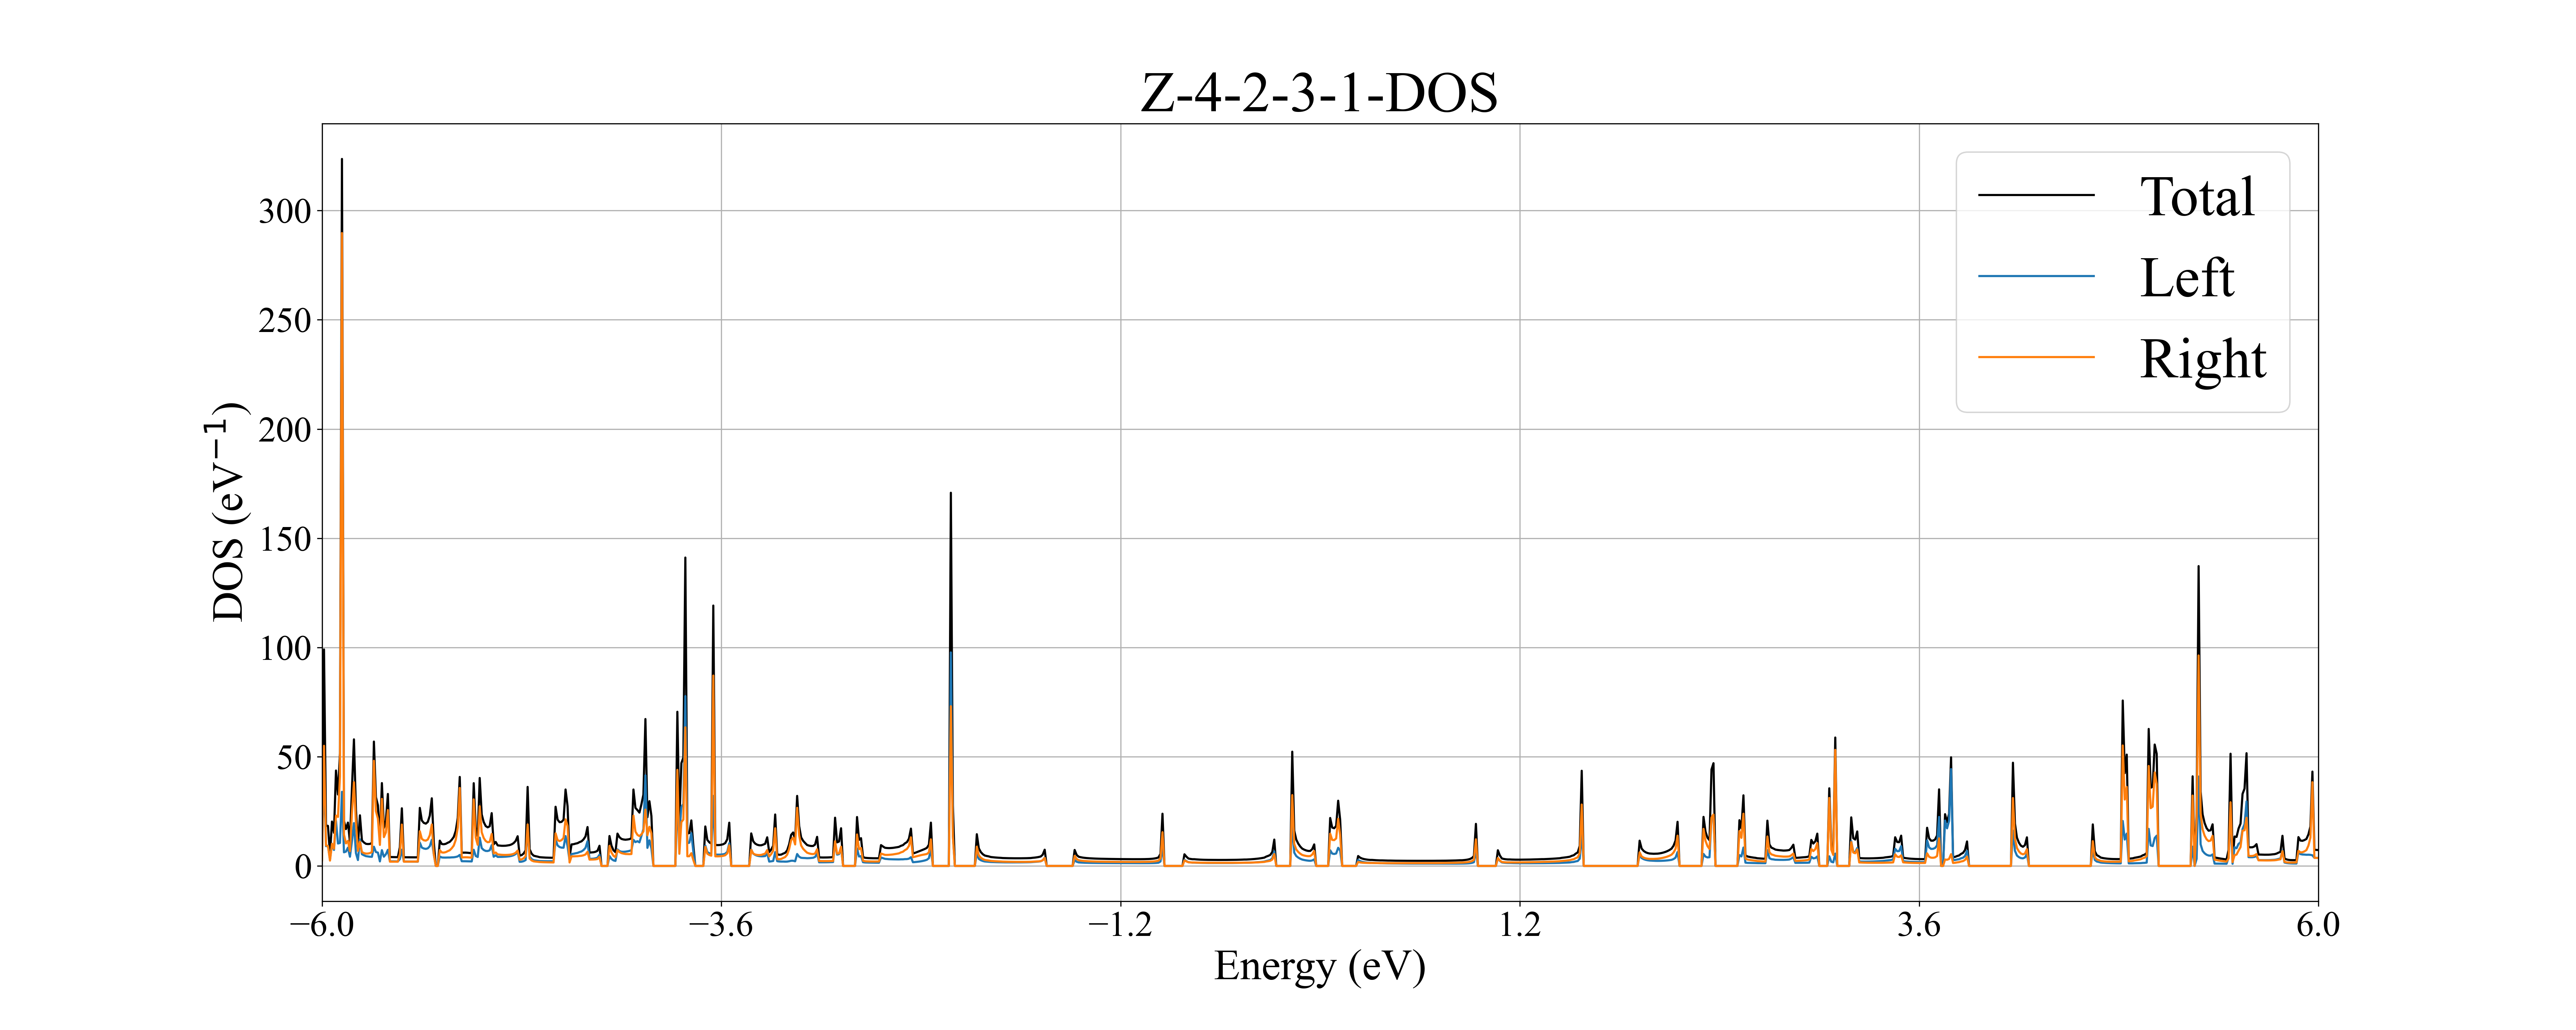 Z-4-2-3-1-DOS
Total
Left
Right
DOS (eV⁻¹)
300
250
200
150
100
50
0
−6.0 −3.6 −1.2 1.2 3.6 6.0
Energy (eV)